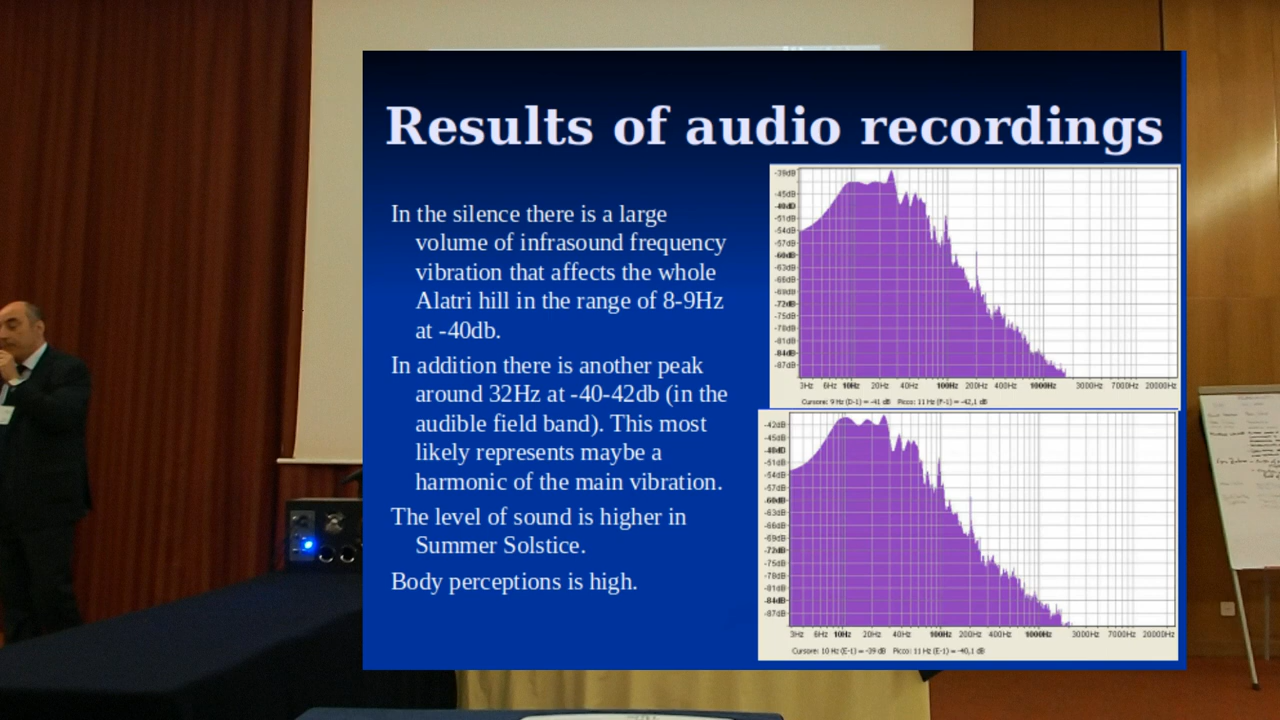 Results of audio recordings
In the silence there is a large
volume of infrasound frequency
vibration that affects the whole
Alatri hill in the range of 8-9Hz
at -40db.
In addition there is another peak
around 32Hz at -40-42db (in the
audible field band). This most
likely represents maybe a
harmonic of the main vibration.
The level of sound is higher in
Summer Solstice.
Body perceptions is high.
-39dB
-45dB
-48dB
-51dB
-54dB
-57dB
-60dB
-63dB
-66dB
-69dB
-72dB
-75dB
-78dB
-81dB
-84dB
-87dB
3Hz 6Hz 10Hz 20Hz 40Hz 100Hz 200Hz 400Hz 1000Hz 3000Hz 7000Hz 20000Hz
Cursore: 9 Hz (D-1) = -41 dB Picco: 11 Hz (F-1) = -42,1 dB
-42dB
-45dB
-48dB
-51dB
-54dB
-57dB
-60dB
-63dB
-66dB
-69dB
-72dB
-75dB
-78dB
-81dB
-84dB
-87dB
3Hz 6Hz 10Hz 20Hz 40Hz 100Hz 200Hz 400Hz 1000Hz 3000Hz 7000Hz 20000Hz
Cursore: 10 Hz (E-1) = -39 dB Picco: 11 Hz (E-1) = -40,1 dB